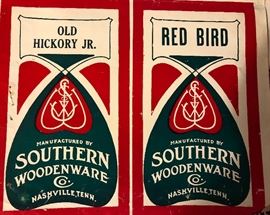 OLD
HICKORY JR.
MANUFACTURED BY
SOUTHERN
WOODENWARE
CO.
NASHVILLE, TENN.
RED BIRD
MANUFACTURED BY
SOUTHERN
WOODENWARE
CO.
NASHVILLE, TENN.